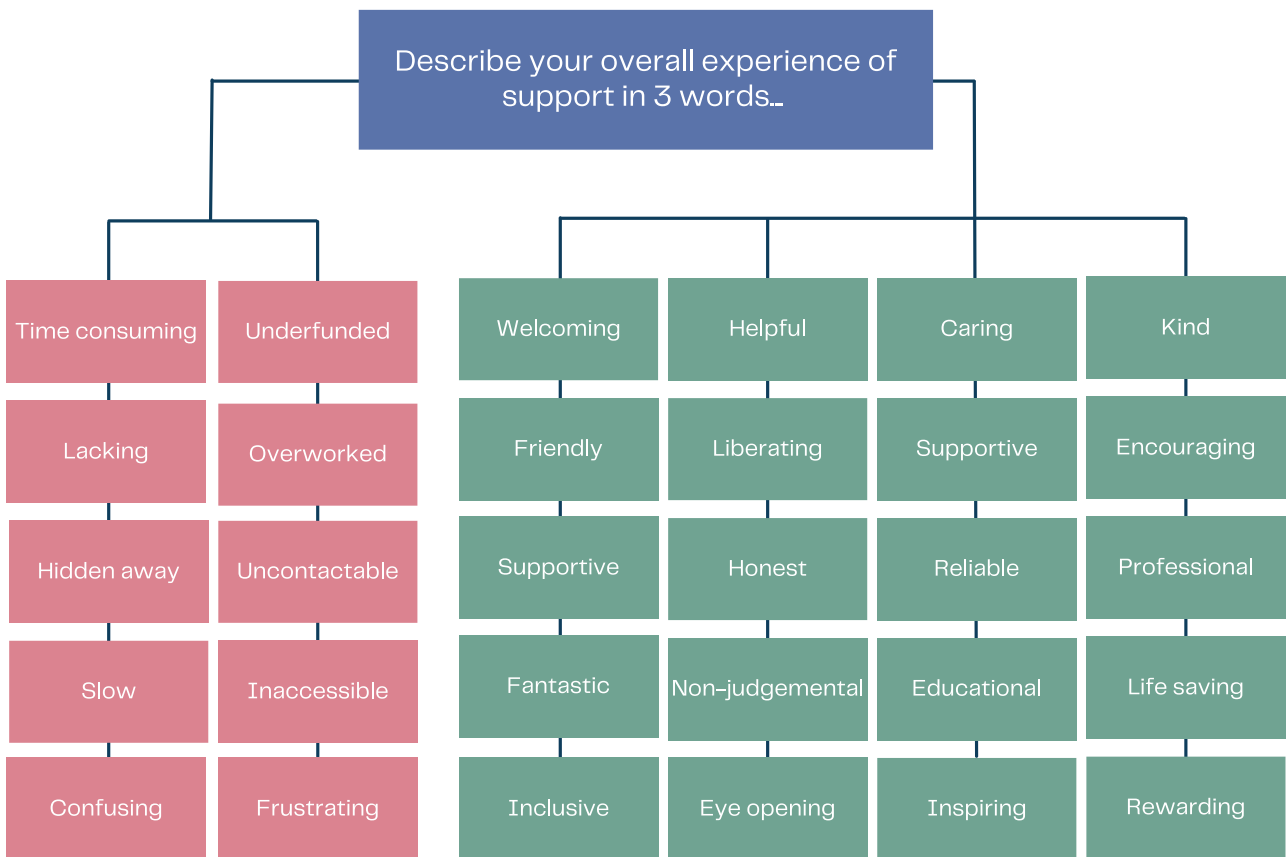 Describe your overall experience of
support in 3 words...
Time consuming
Lacking
Hidden away
Slow
Confusing
Underfunded
Overworked
Uncontactable
Inaccessible
Frustrating
Welcoming
Friendly
Supportive
Fantastic
Inclusive
Helpful
Liberating
Honest
Non-judgemental
Eye opening
Caring
Supportive
Reliable
Educational
Inspiring
Kind
Encouraging
Professional
Life saving
Rewarding